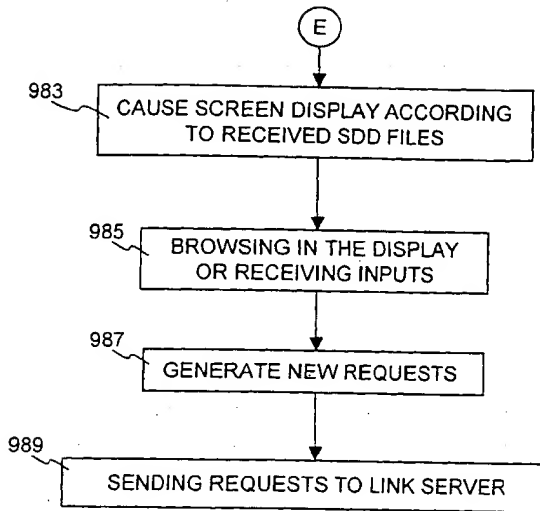 E
983
CAUSE SCREEN DISPLAY ACCORDING
TO RECEIVED SDD FILES
985
BROWSING IN THE DISPLAY
OR RECEIVING INPUTS
987
GENERATE NEW REQUESTS
989
SENDING REQUESTS TO LINK SERVER